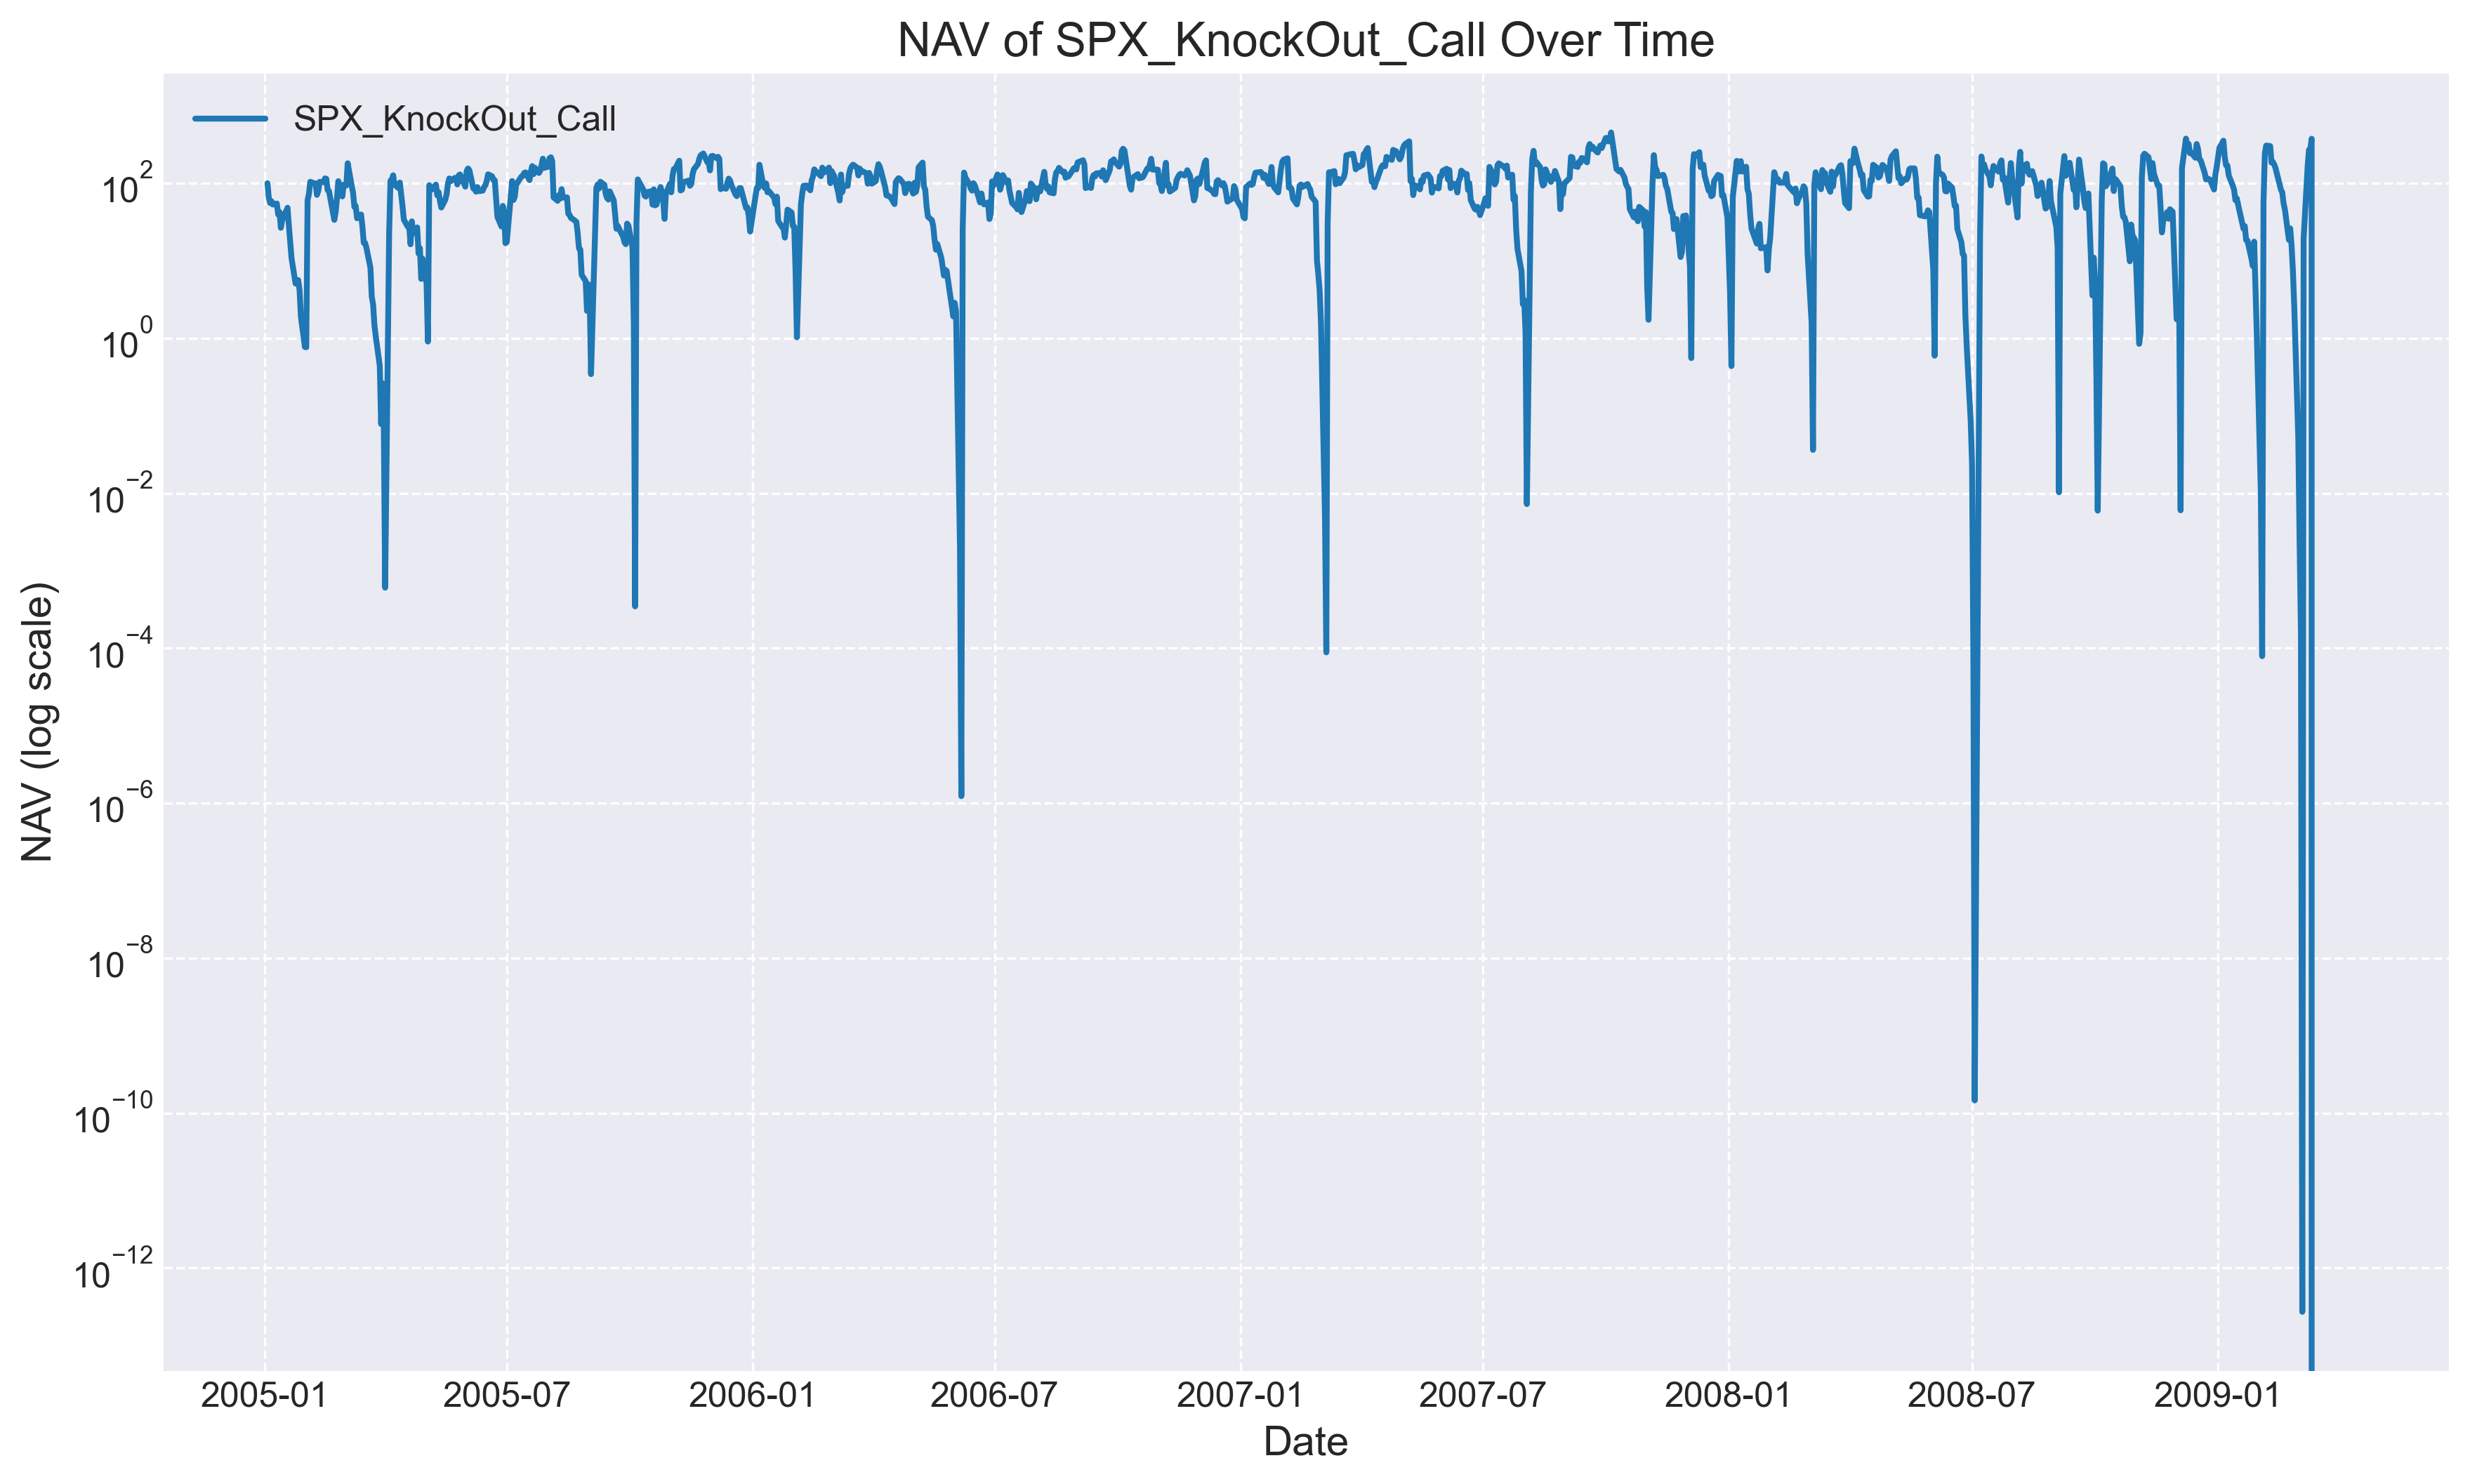 NAV of SPX_KnockOut_Call Over Time
SPX_KnockOut_Call
10^2
10^0
10^−2
10^−4
10^−6
10^−8
10^−10
10^−12
NAV (log scale)
2005-01 2005-07 2006-01 2006-07 2007-01 2007-07 2008-01 2008-07 2009-01
Date